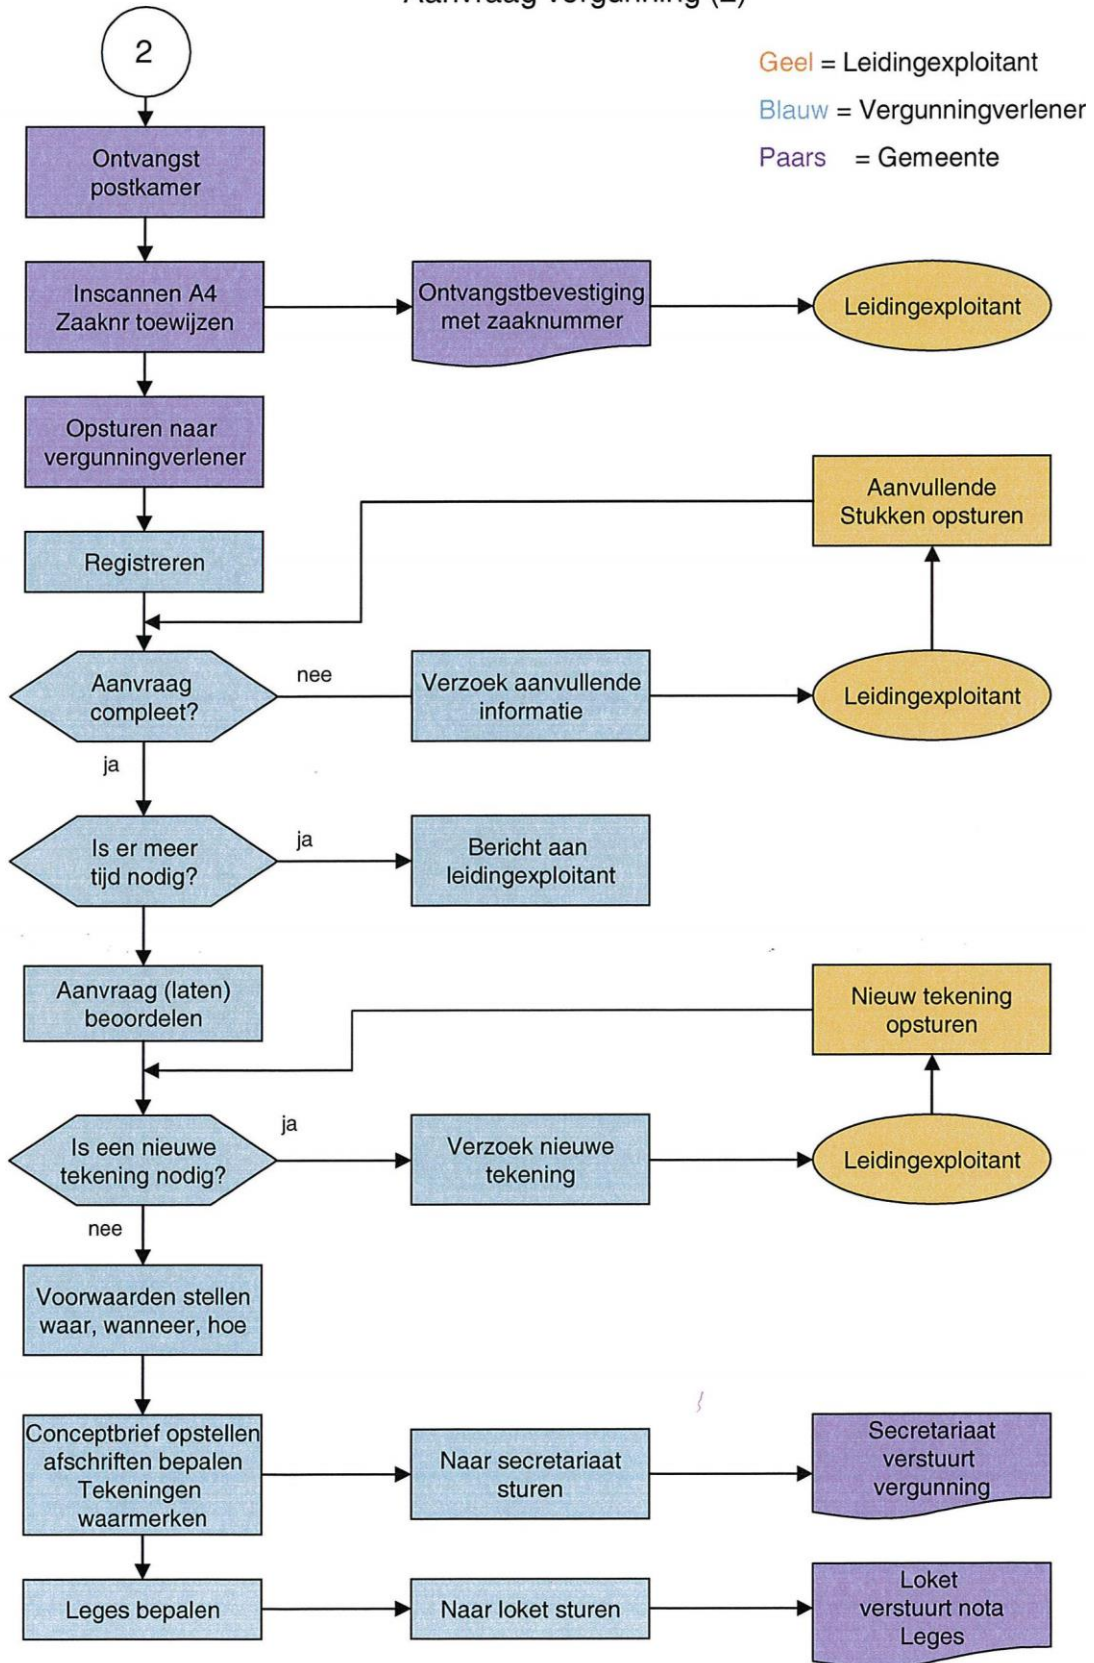 Aanvraag vergunning (2)
2
Geel = Leidingexploitant
Blauw = Vergunningverlener
Paars = Gemeente
Ontvangst
postkamer
Inscannen A4
Zaaknr toewijzen
Ontvangstbevestiging
met zaaknummer
Leidingexploitant
Opsturen naar
vergunningverlener
Aanvullende
Stukken opsturen
Registreren
Aanvraag
compleet?
nee
Verzoek aanvullende
informatie
Leidingexploitant
ja
Is er meer
tijd nodig?
ja
Bericht aan
leidingexploitant
Aanvraag (laten)
beoordelen
Nieuw tekening
opsturen
Is een nieuwe
tekening nodig?
ja
Verzoek nieuwe
tekening
Leidingexploitant
nee
Voorwaarden stellen
waar, wanneer, hoe
Conceptbrief opstellen
afschriften bepalen
Tekeningen
waarmerken
Naar secretariaat
sturen
Secretariaat
verstuurt
vergunning
Leges bepalen
Naar loket sturen
Loket
verstuurt nota
Leges